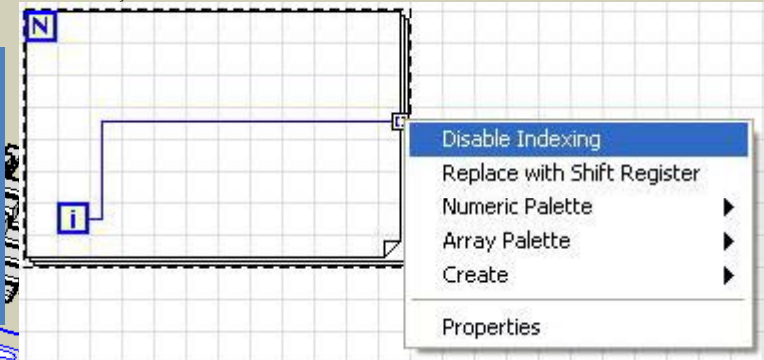 N
i
Disable Indexing
Replace with Shift Register
Numeric Palette
Array Palette
Create
Properties